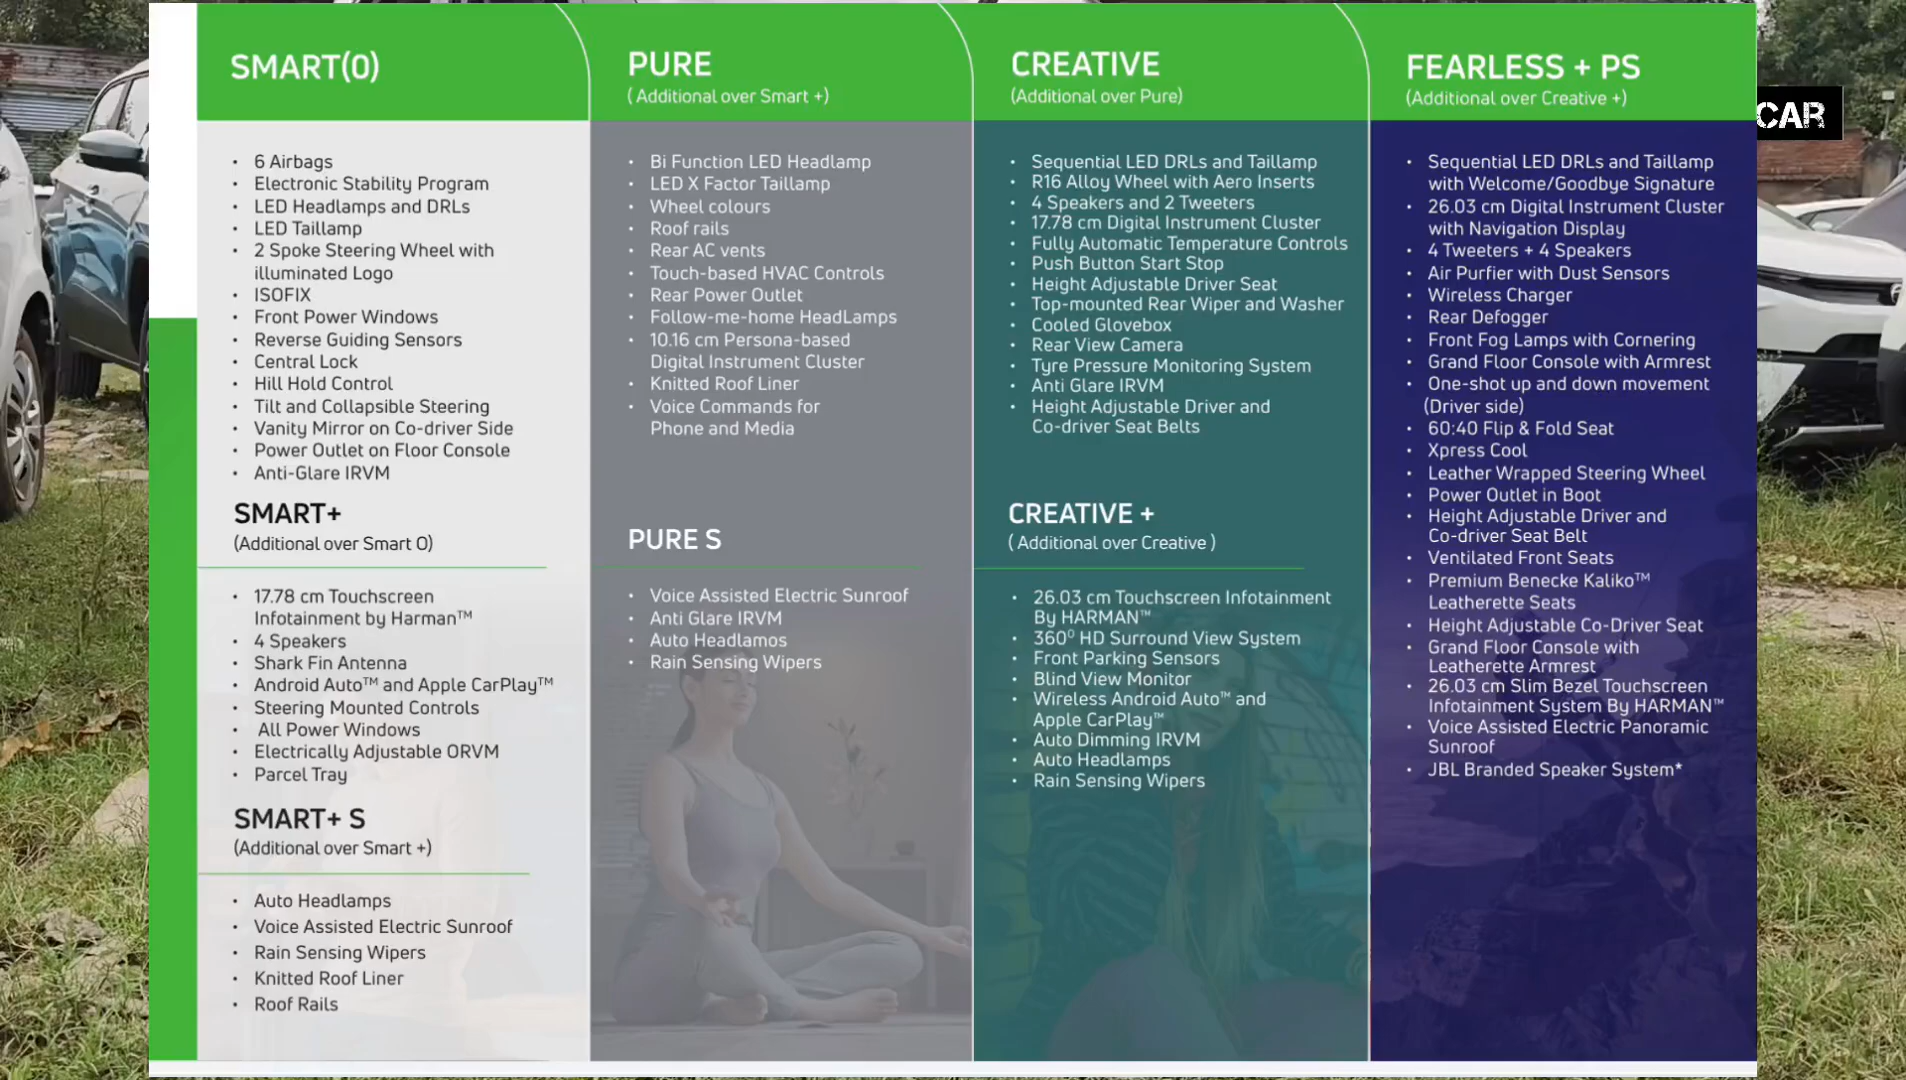 SMART(O)
• 6 Airbags
• Electronic Stability Program
• LED Headlamps and DRLs
• LED Taillamp
• 2 Spoke Steering Wheel with
illuminated Logo
• ISOFIX
• Front Power Windows
• Reverse Guiding Sensors
• Central Lock
• Hill Hold Control
• Tilt and Collapsible Steering
• Vanity Mirror on Co-driver Side
• Power Outlet on Floor Console
• Anti-Glare IRVM
SMART+
(Additional over Smart O)
• 17.78 cm Touchscreen
Infotainment by Harman™
• 4 Speakers
• Shark Fin Antenna
• Android Auto™ and Apple CarPlay™
• Steering Mounted Controls
• All Power Windows
• Electrically Adjustable ORVM
• Parcel Tray
SMART+ S
(Additional over Smart +)
• Auto Headlamps
• Voice Assisted Electric Sunroof
• Rain Sensing Wipers
• Knitted Roof Liner
• Roof Rails
PURE
( Additional over Smart +)
• Bi Function LED Headlamp
• LED X Factor Taillamp
• Wheel colours
• Roof rails
• Rear AC vents
• Touch-based HVAC Controls
• Rear Power Outlet
• Follow-me-home HeadLamps
• 10.16 cm Persona-based
Digital Instrument Cluster
• Knitted Roof Liner
• Voice Commands for
Phone and Media
PURE S
• Voice Assisted Electric Sunroof
• Anti Glare IRVM
• Auto Headlamos
• Rain Sensing Wipers
CREATIVE
(Additional over Pure)
• Sequential LED DRLs and Taillamp
• R16 Alloy Wheel with Aero Inserts
• 4 Speakers and 2 Tweeters
• 17.78 cm Digital Instrument Cluster
• Fully Automatic Temperature Controls
• Push Button Start Stop
• Height Adjustable Driver Seat
• Top-mounted Rear Wiper and Washer
• Cooled Glovebox
• Rear View Camera
• Tyre Pressure Monitoring System
• Anti Glare IRVM
• Height Adjustable Driver and
Co-driver Seat Belts
CREATIVE +
( Additional over Creative )
• 26.03 cm Touchscreen Infotainment
By HARMAN™
• 360⁰ HD Surround View System
• Front Parking Sensors
• Blind View Monitor
• Wireless Android Auto™ and
Apple CarPlay™
• Auto Dimming IRVM
• Auto Headlamps
• Rain Sensing Wipers
FEARLESS + PS
(Additional over Creative +)
• Sequential LED DRLs and Taillamp
with Welcome/Goodbye Signature
• 26.03 cm Digital Instrument Cluster
with Navigation Display
• 4 Tweeters + 4 Speakers
• Air Purfier with Dust Sensors
• Wireless Charger
• Rear Defogger
• Front Fog Lamps with Cornering
• Grand Floor Console with Armrest
• One-shot up and down movement
(Driver side)
• 60:40 Flip & Fold Seat
• Xpress Cool
• Leather Wrapped Steering Wheel
• Power Outlet in Boot
• Height Adjustable Driver and
Co-driver Seat Belt
• Ventilated Front Seats
• Premium Benecke Kaliko™
Leatherette Seats
• Height Adjustable Co-Driver Seat
• Grand Floor Console with
Leatherette Armrest
• 26.03 cm Slim Bezel Touchscreen
Infotainment System By HARMAN™
• Voice Assisted Electric Panoramic
Sunroof
• JBL Branded Speaker System*
CAR